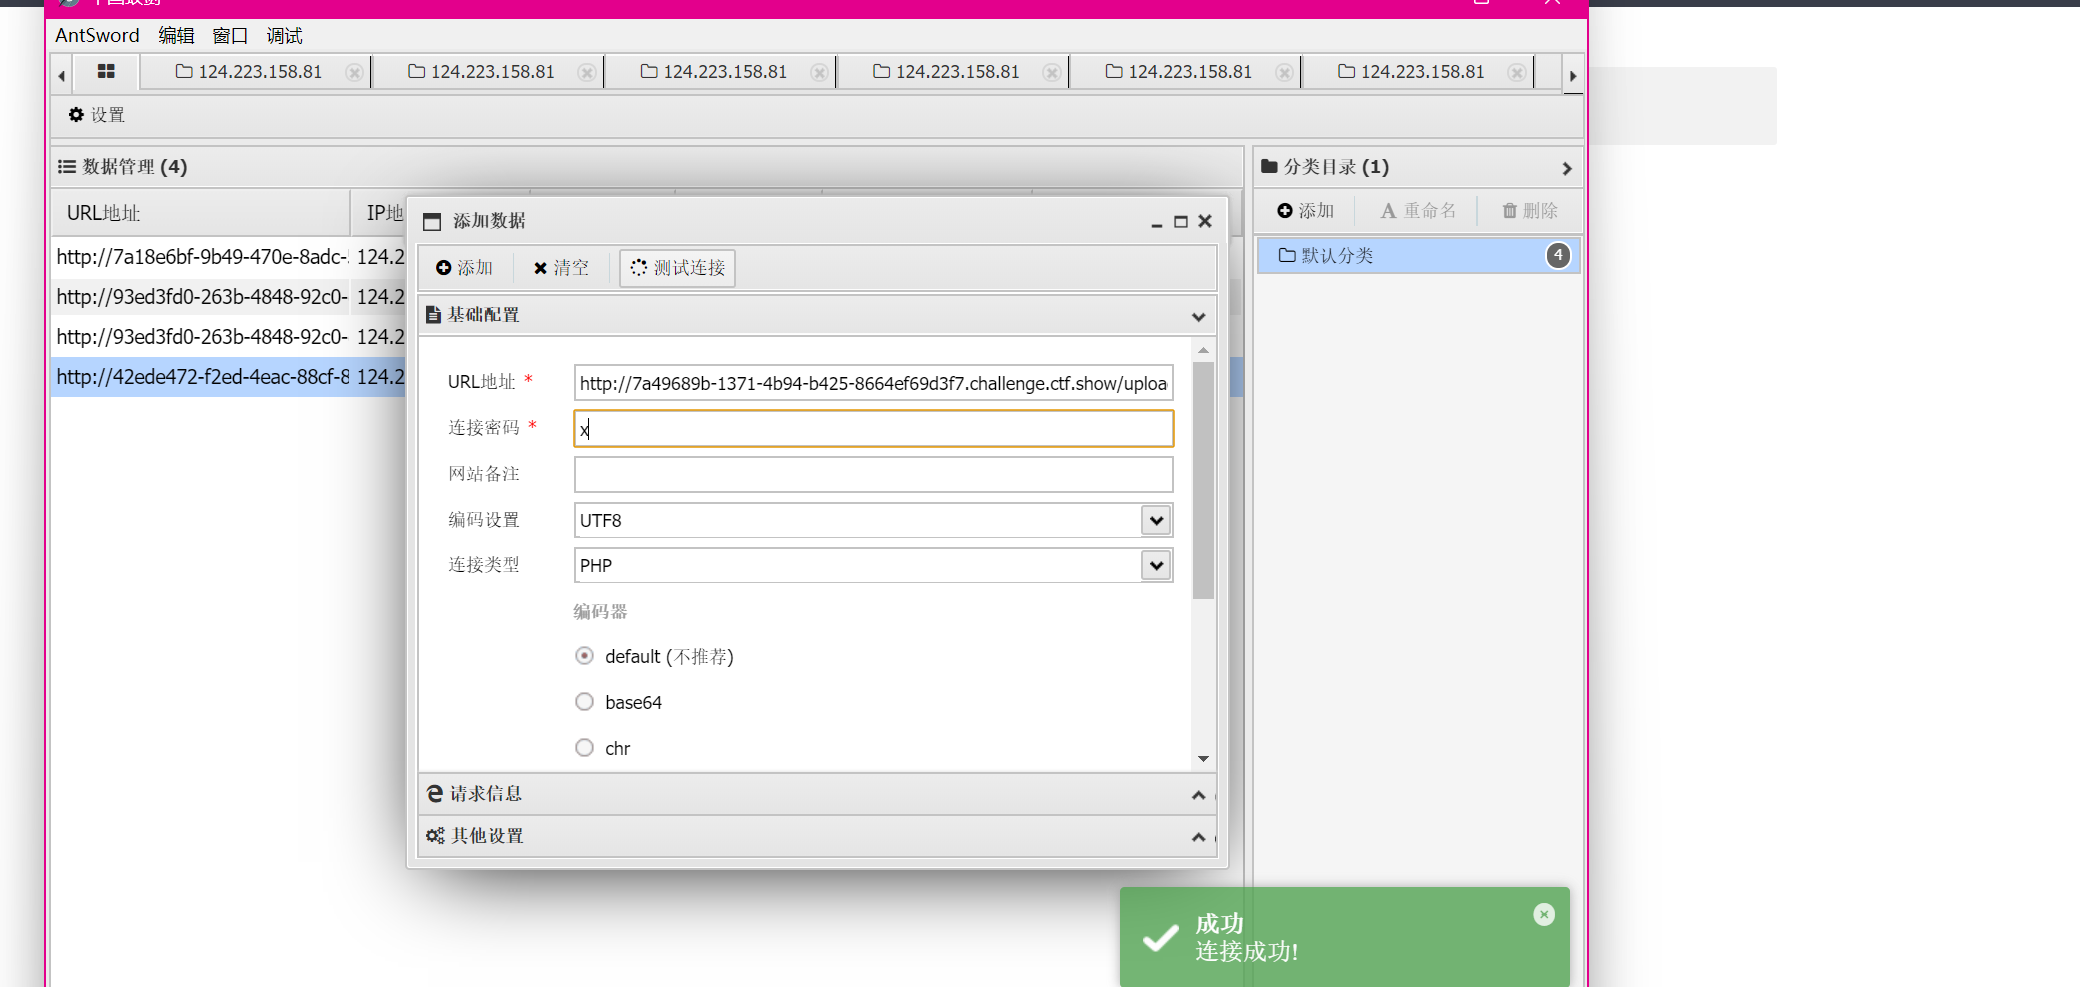 AntSword 编辑 窗口 调试
124.223.158.81 124.223.158.81 124.223.158.81 124.223.158.81 124.223.158.81 124.223.158.81
设置
数据管理 (4)
分类目录 (1)
URL地址 IP地
添加 重命名 删除
http://7a18e6bf-9b49-470e-8adc- 124.2
http://93ed3fd0-263b-4848-92c0- 124.2
http://93ed3fd0-263b-4848-92c0- 124.2
http://42ede472-f2ed-4eac-88cf-8 124.2
默认分类 4
添加数据
添加 清空 测试连接
基础配置
URL地址 * http://7a49689b-1371-4b94-b425-8664ef69d3f7.challenge.ctf.show/uploa
连接密码 * x
网站备注
编码设置 UTF8
连接类型 PHP
编码器
default (不推荐)
base64
chr
请求信息
其他设置
成功
连接成功!